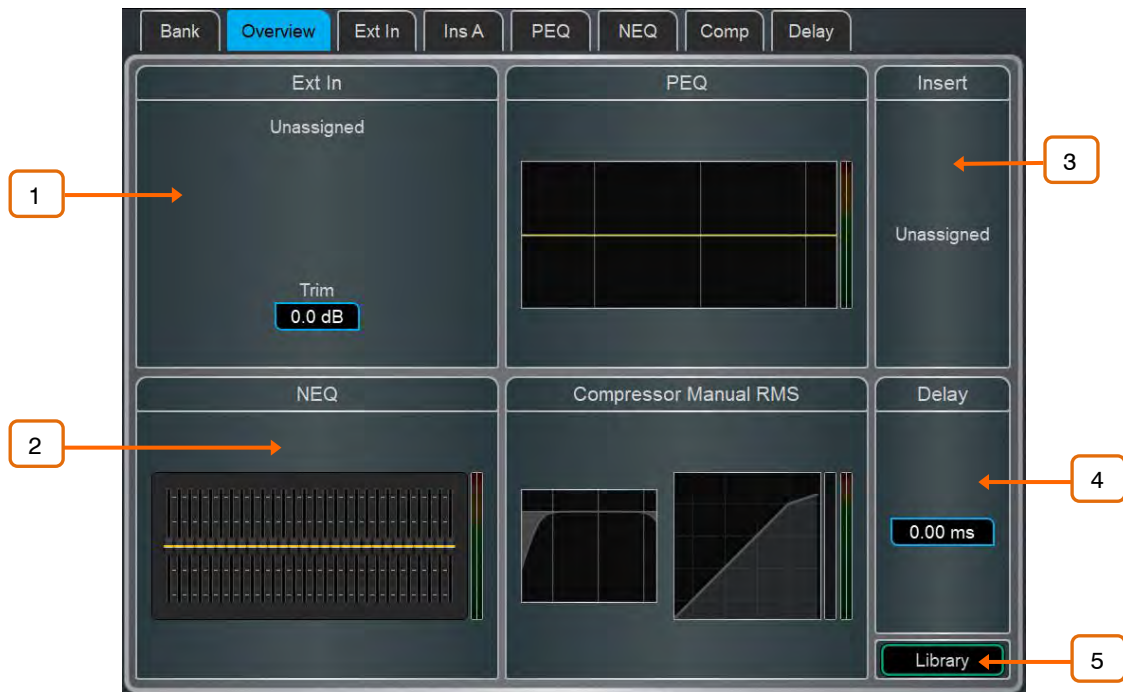 Bank Overview Ext In Ins A PEQ NEQ Comp Delay
Ext In
Unassigned
Trim
0.0 dB
PEQ
Insert
Unassigned
NEQ
Compressor Manual RMS
Delay
0.00 ms
Library
1
2
3
4
5